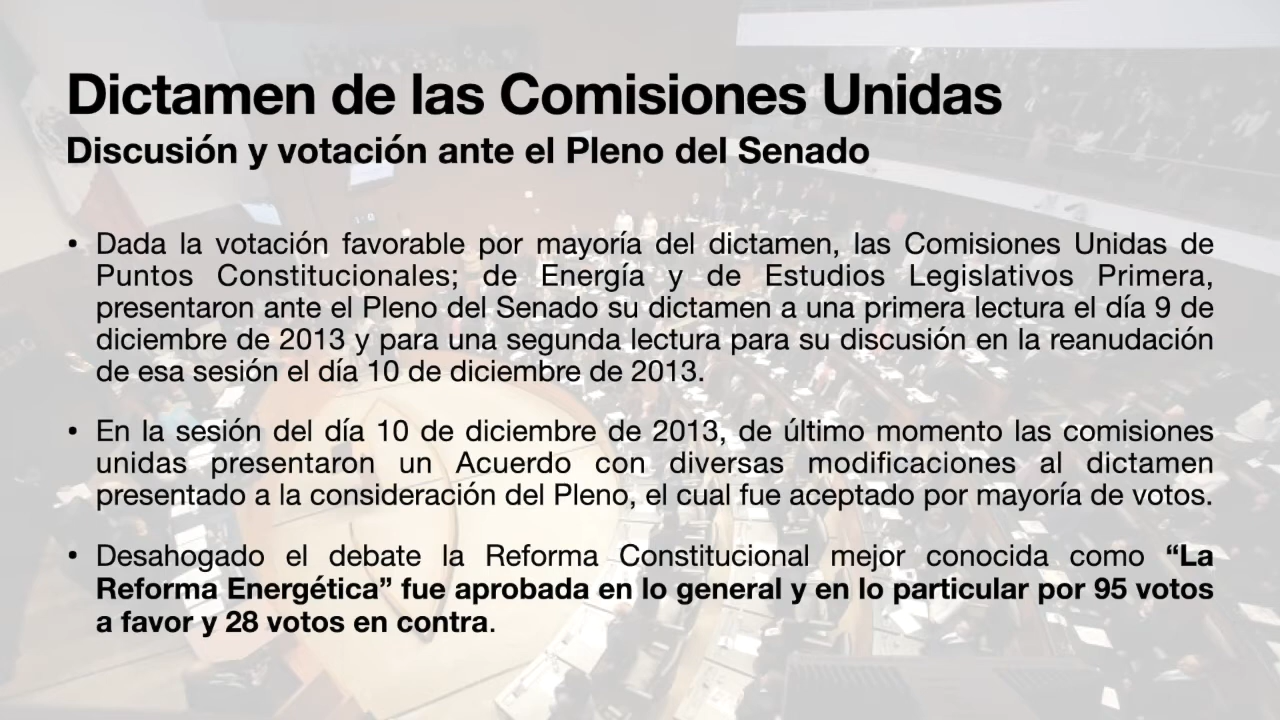 Dictamen de las Comisiones Unidas
Discusión y votación ante el Pleno del Senado
• Dada la votación favorable por mayoría del dictamen, las Comisiones Unidas de
Puntos Constitucionales; de Energía y de Estudios Legislativos Primera,
presentaron ante el Pleno del Senado su dictamen a una primera lectura el día 9 de
diciembre de 2013 y para una segunda lectura para su discusión en la reanudación
de esa sesión el día 10 de diciembre de 2013.
• En la sesión del día 10 de diciembre de 2013, de último momento las comisiones
unidas presentaron un Acuerdo con diversas modificaciones al dictamen
presentado a la consideración del Pleno, el cual fue aceptado por mayoría de votos.
• Desahogado el debate la Reforma Constitucional mejor conocida como “La
Reforma Energética” fue aprobada en lo general y en lo particular por 95 votos
a favor y 28 votos en contra.